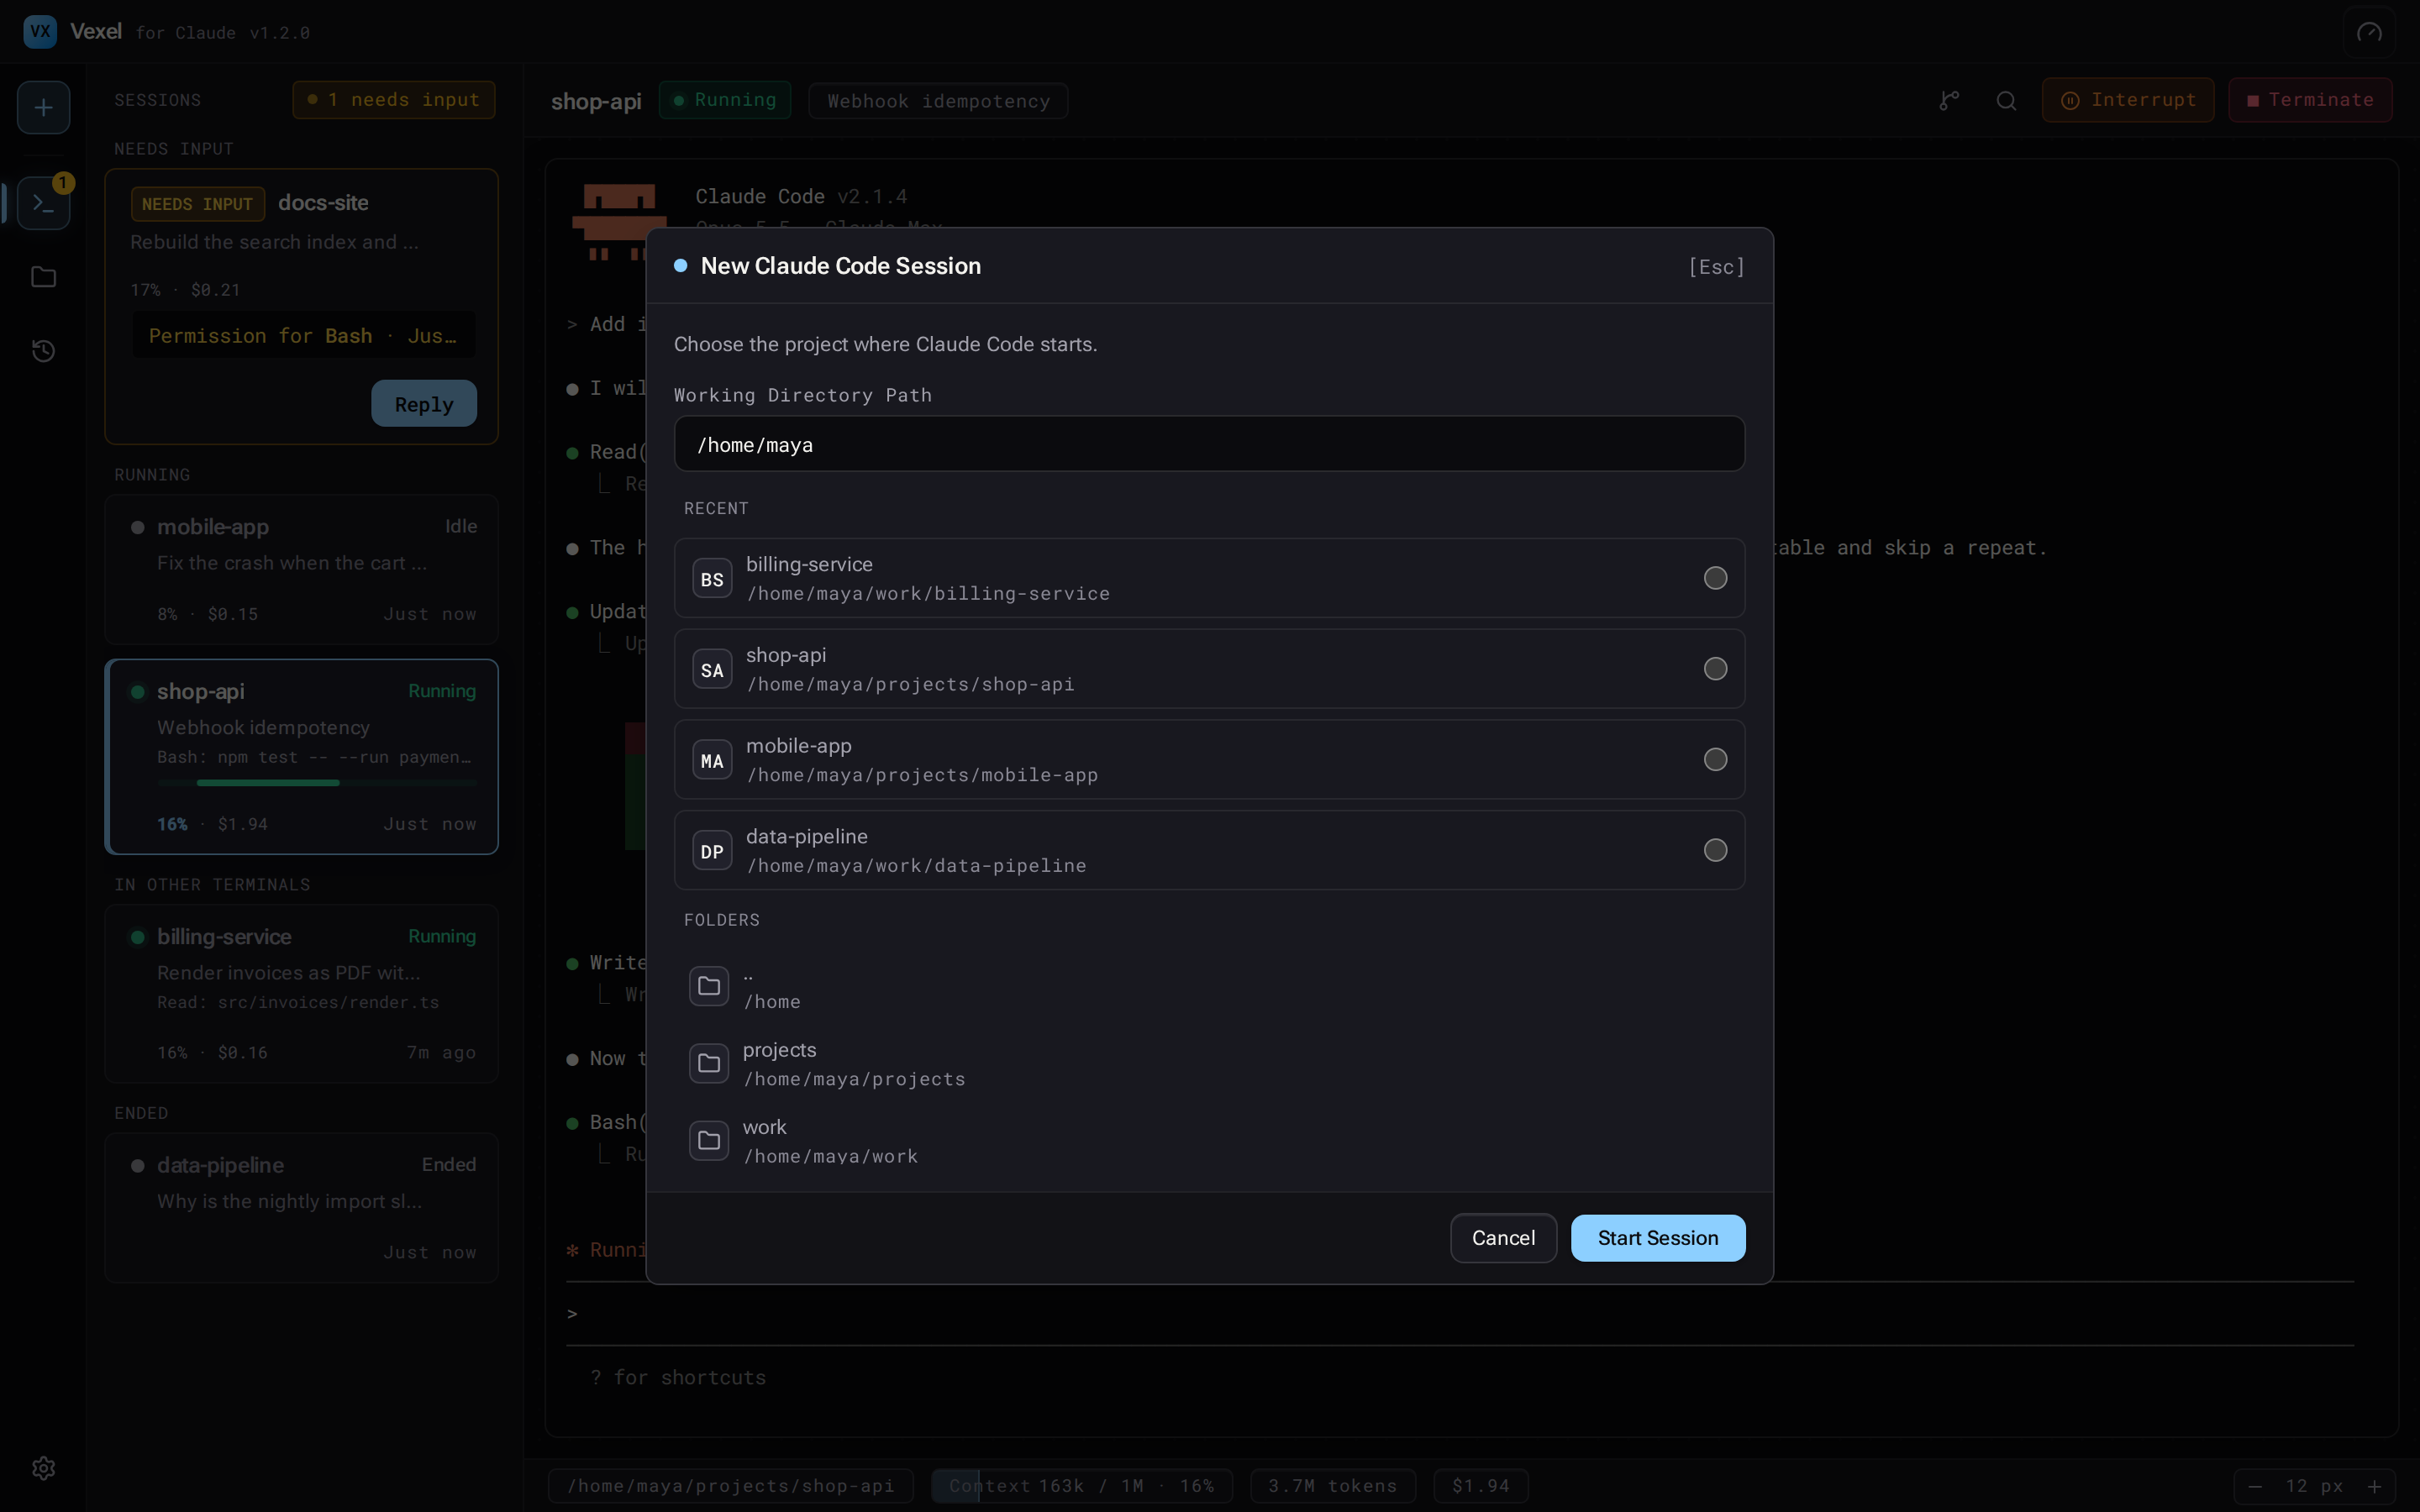 VX Vexel for Claude v1.2.0
SESSIONS 1 needs input
NEEDS INPUT
NEEDS INPUT docs-site
Rebuild the search index and ...
17% · $0.21
Permission for Bash · Jus…
Reply
RUNNING
mobile-app Idle
Fix the crash when the cart ...
8% · $0.15 Just now
shop-api Running
Webhook idempotency
Bash: npm test -- --run paymen…
16% · $1.94 Just now
IN OTHER TERMINALS
billing-service Running
Render invoices as PDF wit...
Read: src/invoices/render.ts
16% · $0.16 7m ago
ENDED
data-pipeline Ended
Why is the nightly import sl...
Just now
1
shop-api Running Webhook idempotency Interrupt Terminate
Claude Code v2.1.4
> Add i
I wil
Read(
Re
The h
table and skip a repeat.
Updat
Up
Write
Wr
Now t
Bash(
Ru
Runni
>
? for shortcuts
New Claude Code Session [Esc]
Choose the project where Claude Code starts.
Working Directory Path
/home/maya
RECENT
BS billing-service
/home/maya/work/billing-service
SA shop-api
/home/maya/projects/shop-api
MA mobile-app
/home/maya/projects/mobile-app
DP data-pipeline
/home/maya/work/data-pipeline
FOLDERS
..
/home
projects
/home/maya/projects
work
/home/maya/work
Cancel Start Session
/home/maya/projects/shop-api Context 163k / 1M · 16% 3.7M tokens $1.94 − 12 px +